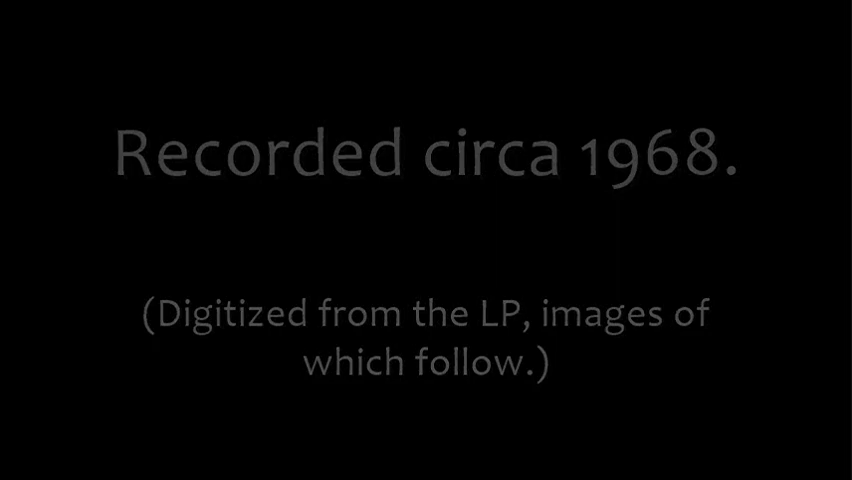 Recorded circa 1968.
(Digitized from the LP, images of
which follow.)